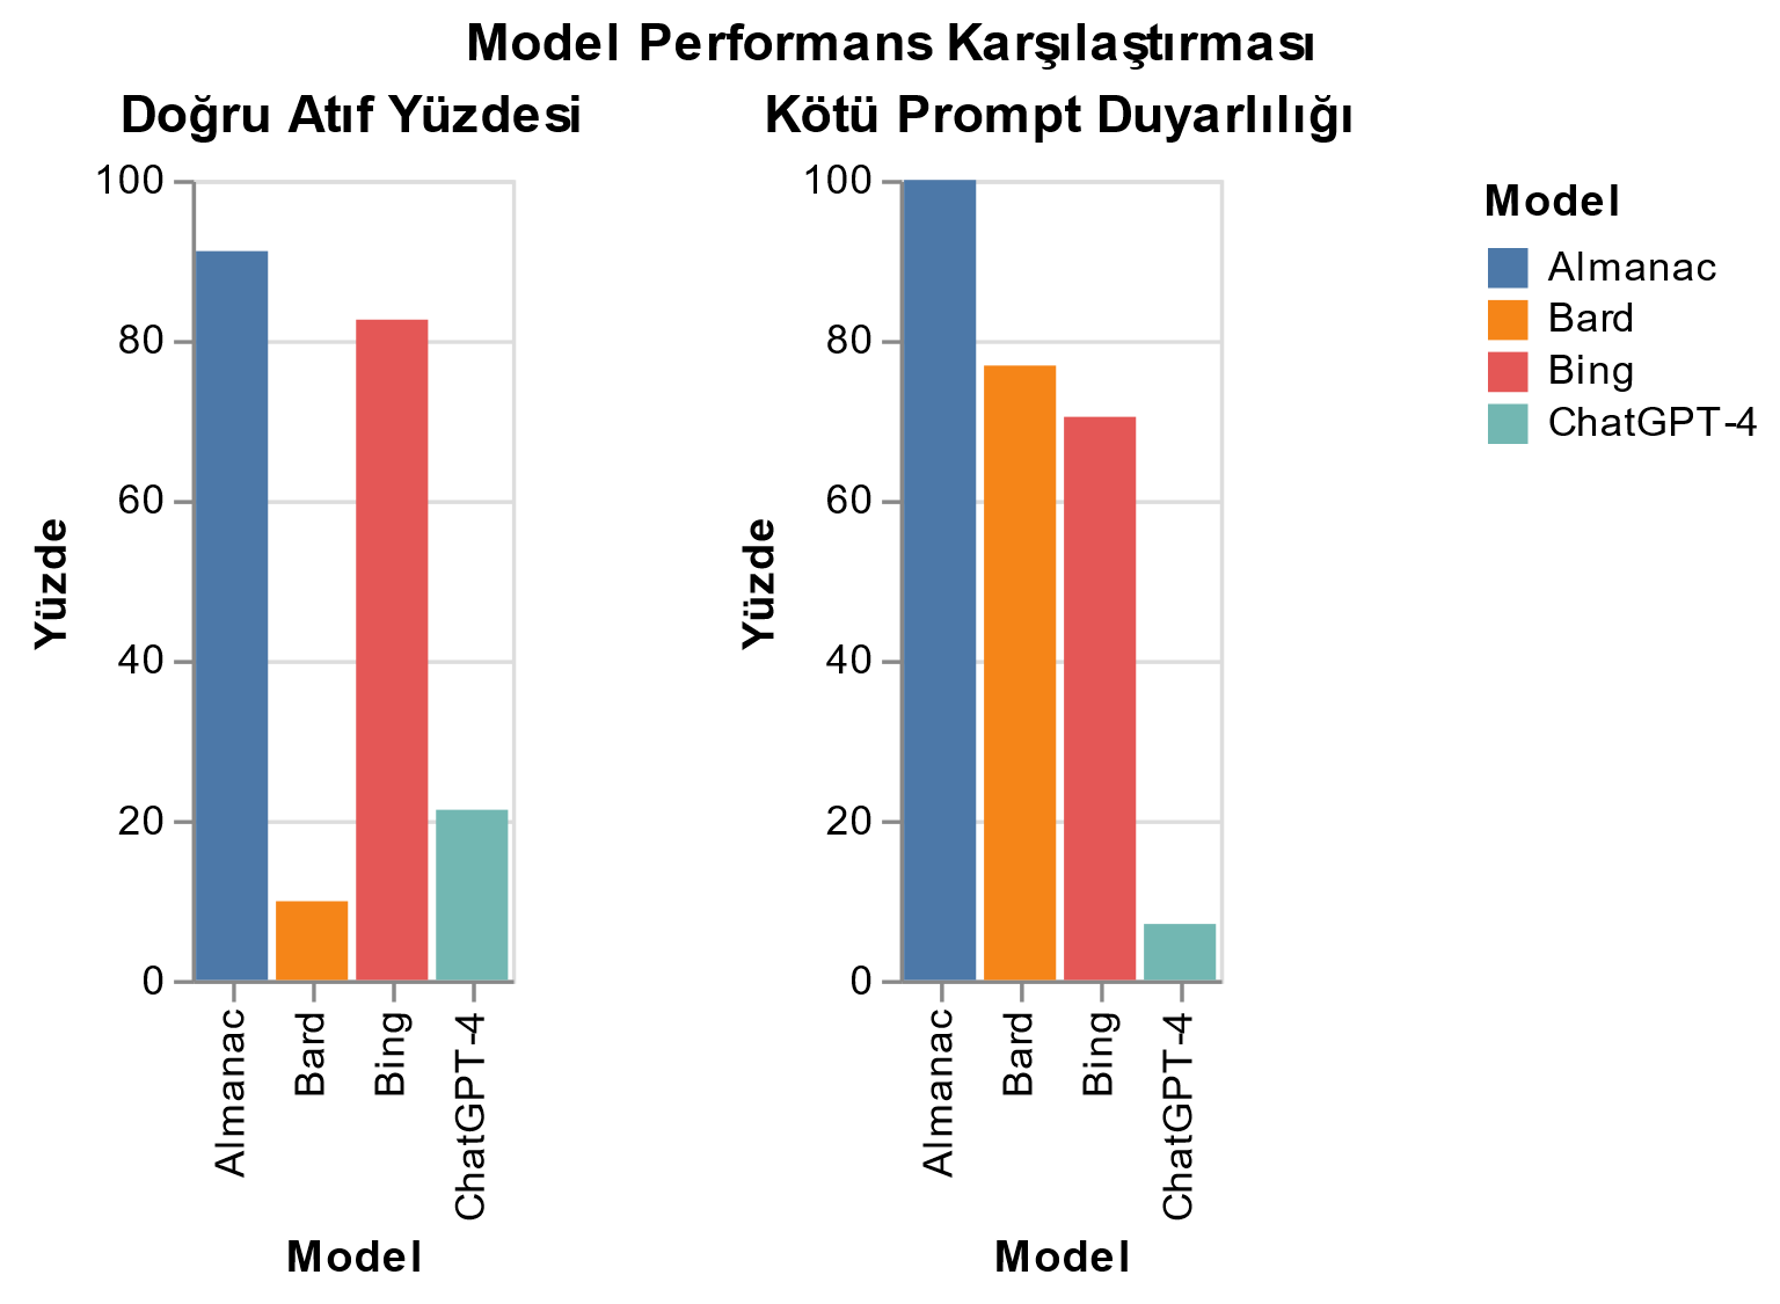 Model Performans Karşılaştırması
Doğru Atıf Yüzdesi
100
80
60
40
20
0
Yüzde
Almanac
Bard
Bing
ChatGPT-4
Model
Kötü Prompt Duyarlılığı
100
80
60
40
20
0
Yüzde
Almanac
Bard
Bing
ChatGPT-4
Model
Model
Almanac
Bard
Bing
ChatGPT-4